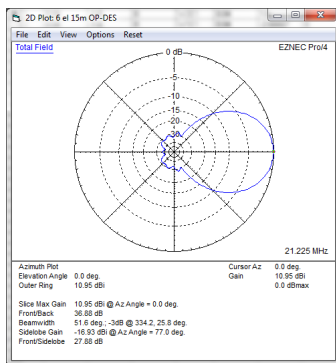 2D Plot: 6 el 15m OP-DES
File Edit View Options Reset
Total Field
EZNEC Pro/4
0 dB
-5
-10
-15
-20
-30
21.225 MHz
Azimuth Plot
Elevation Angle 0.0 deg.
Outer Ring 10.95 dBi
Cursor Az 0.0 deg.
Gain 10.95 dBi
0.0 dBmax
Slice Max Gain 10.95 dBi @ Az Angle = 0.0 deg.
Front/Back 36.88 dB
Beamwidth 51.6 deg.; -3dB @ 334.2, 25.8 deg.
Sidelobe Gain -16.93 dBi @ Az Angle = 77.0 deg.
Front/Sidelobe 27.88 dB